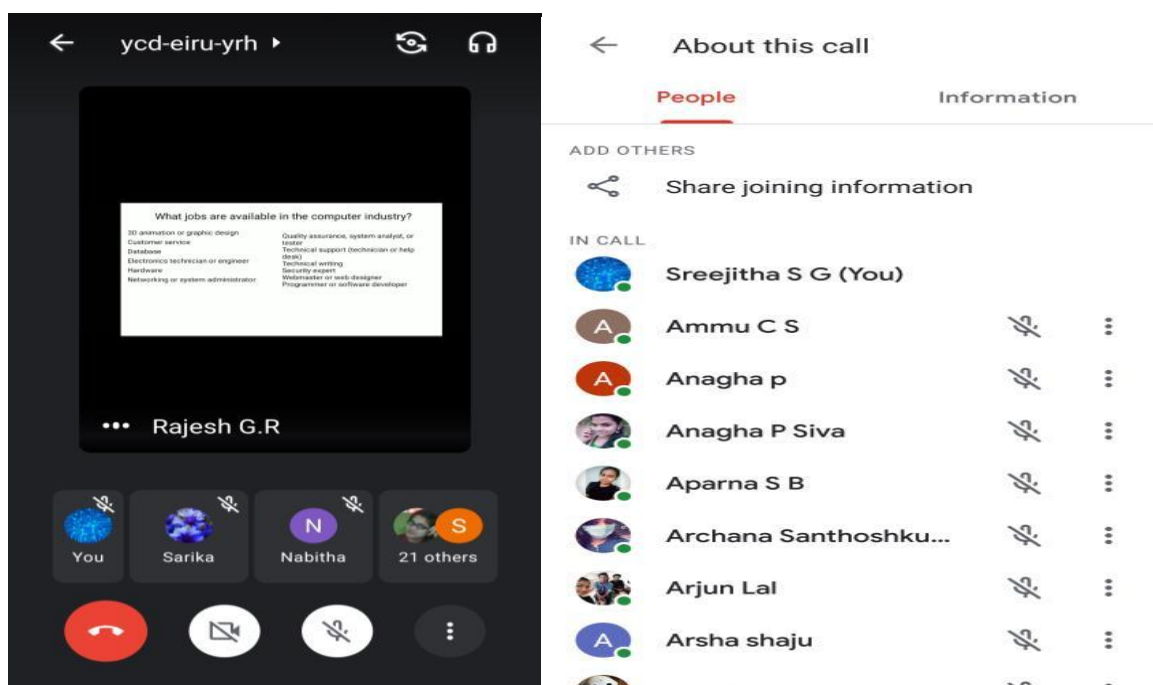 ycd-eiru-yrh
What jobs are available in the computer industry?
3D animation or graphic design
Customer service
Database
Electronics technician or engineer
Hardware
Networking or system administrator
Quality assurance, system analyst, or
tester
Technical support (technician or help
desk)
Technical writing
Security expert
Webmaster or web designer
Programmer or software developer
••• Rajesh G.R
N
S
You
Sarika
Nabitha
21 others
About this call
People
Information
ADD OTHERS
Share joining information
IN CALL
Sreejitha S G (You)
A
Ammu C S
A
Anagha p
Anagha P Siva
Aparna S B
Archana Santhoshku...
Arjun Lal
A
Arsha shaju